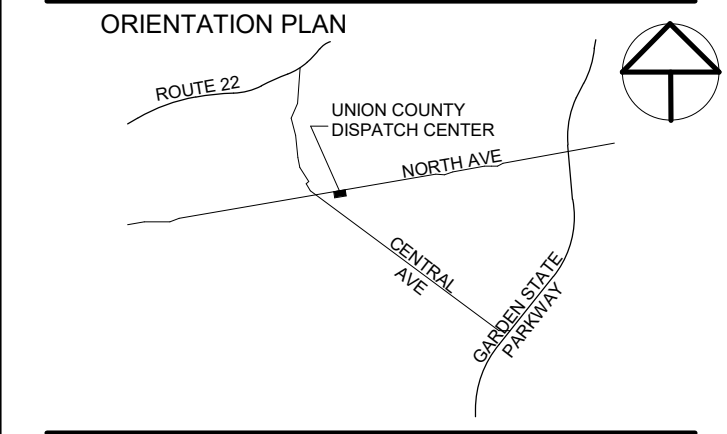 ORIENTATION PLAN
ROUTE 22
UNION COUNTY
DISPATCH CENTER
NORTH AVE
CENTRAL
AVE
GARDEN STATE
PARKWAY